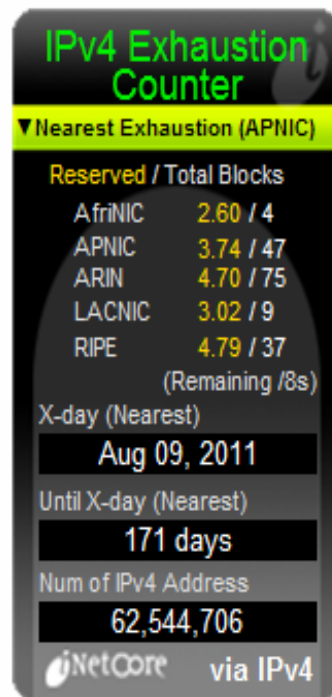 IPv4 Exhaustion
Counter
▼Nearest Exhaustion (APNIC)
Reserved / Total Blocks
AfriNIC 2.60 / 4
APNIC 3.74 / 47
ARIN 4.70 / 75
LACNIC 3.02 / 9
RIPE 4.79 / 37
(Remaining /8s)
X-day (Nearest)
Aug 09, 2011
Until X-day (Nearest)
171 days
Num of IPv4 Address
62,544,706
iNetCore via IPv4